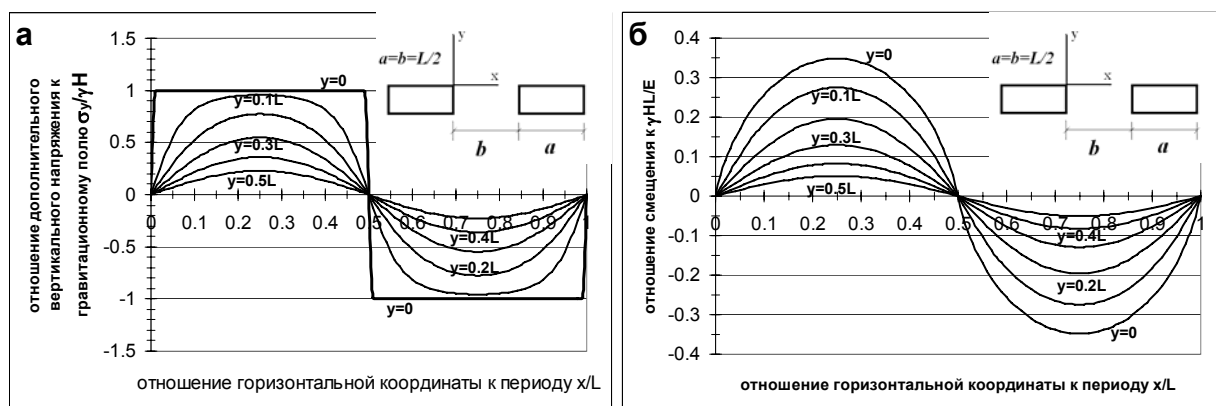 а
отношение дополнительного
вертикального напряжения к
гравитационному полю σy/γH
1.5
1
0.5
0
-0.5
-1
-1.5
0 0.1 0.2 0.3 0.4 0.5 0.6 0.7 0.8 0.9 1
y=0
y=0.1L
y=0.3L
y=0.5L
y=0.4L
y=0.2L
y=0
a=b=L/2
y
x
b
a
отношение горизонтальной координаты к периоду x/L
б
отношение смещения к γHL/E
0.4
0.3
0.2
0.1
0
-0.1
-0.2
-0.3
-0.4
0 0.1 0.2 0.3 0.4 0.5 0.6 0.7 0.8 0.9 1
y=0
y=0.1L
y=0.3L
y=0.5L
y=0.4L
y=0.2L
y=0
a=b=L/2
y
x
b
a
отношение горизонтальной координаты к периоду x/L